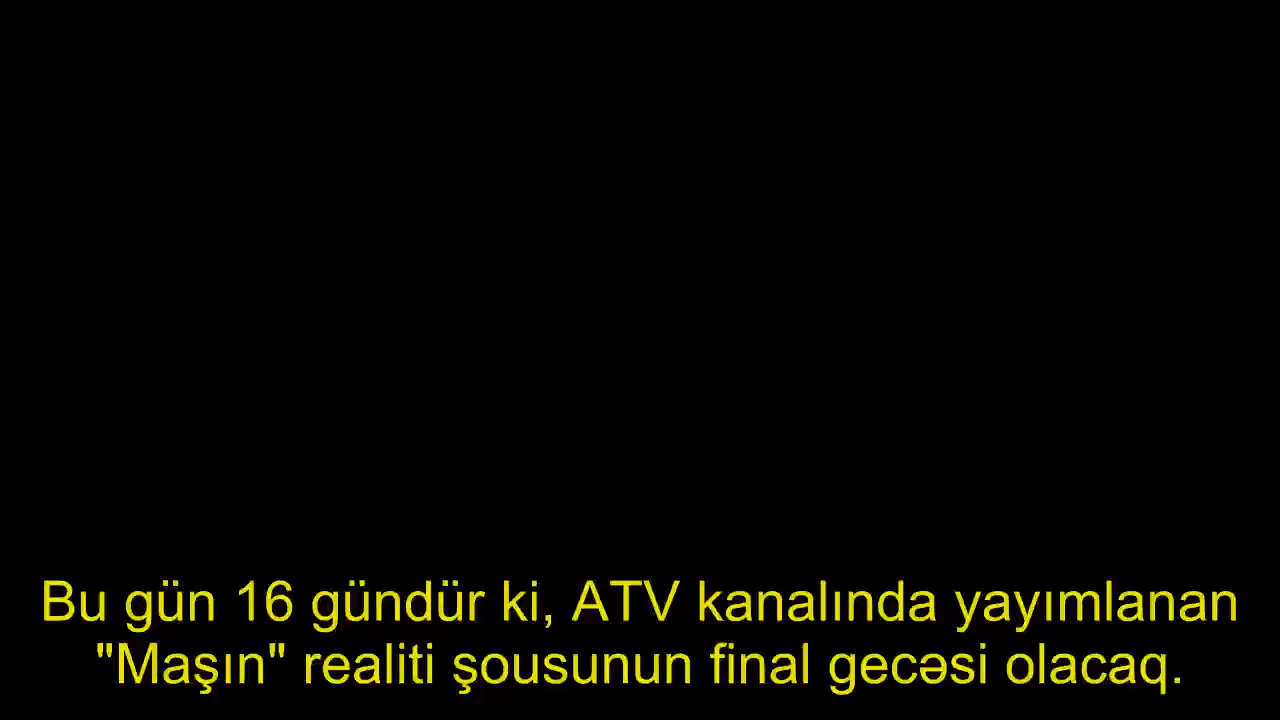 Bu gün 16 gündür ki, ATV kanalında yayımlanan
"Maşın" realiti şousunun final gecəsi olacaq.